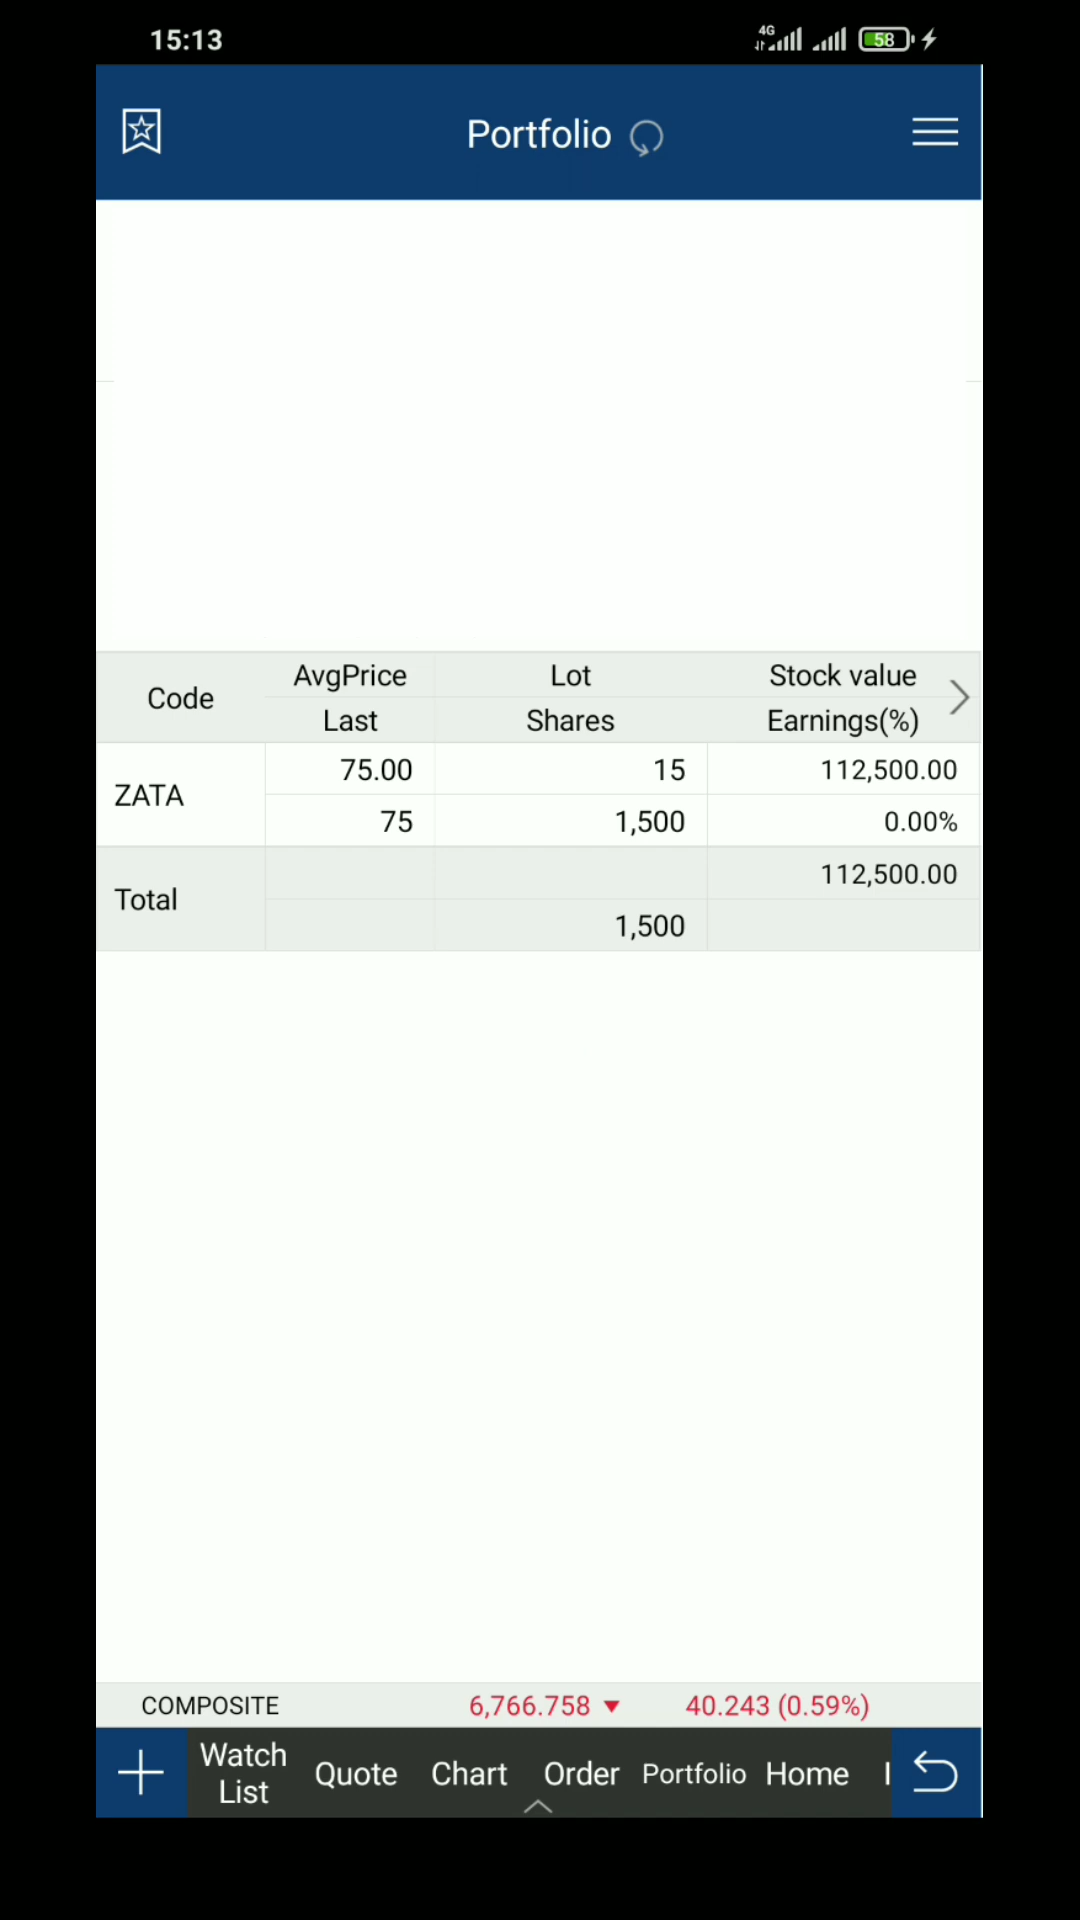 15:13
4G 58
Portfolio
Code AvgPrice Lot Stock value
Last Shares Earnings(%)
ZATA 75.00 15 112,500.00
75 1,500 0.00%
Total 112,500.00
1,500
COMPOSITE 6,766.758 ▼ 40.243 (0.59%)
Watch List Quote Chart Order Portfolio Home